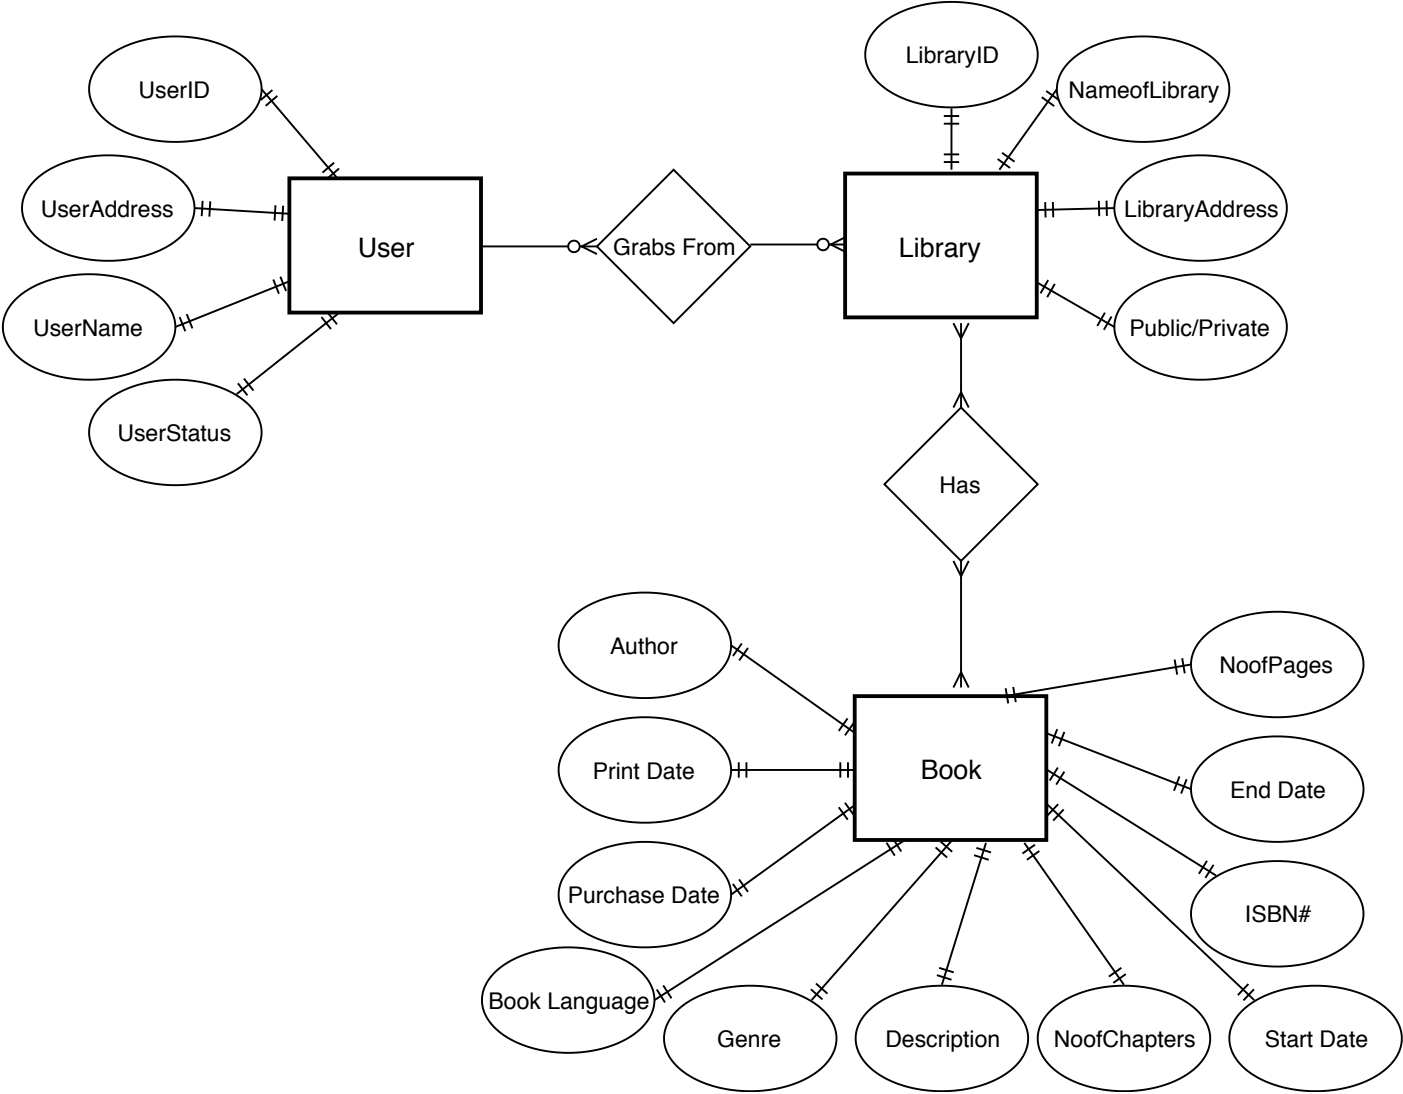 LibraryID
UserID
NameofLibrary
UserAddress
LibraryAddress
User
Grabs From
Library
UserName
Public/Private
UserStatus
Has
Author
NoofPages
Print Date
Book
End Date
Purchase Date
ISBN#
Book Language
Genre
Description
NoofChapters
Start Date